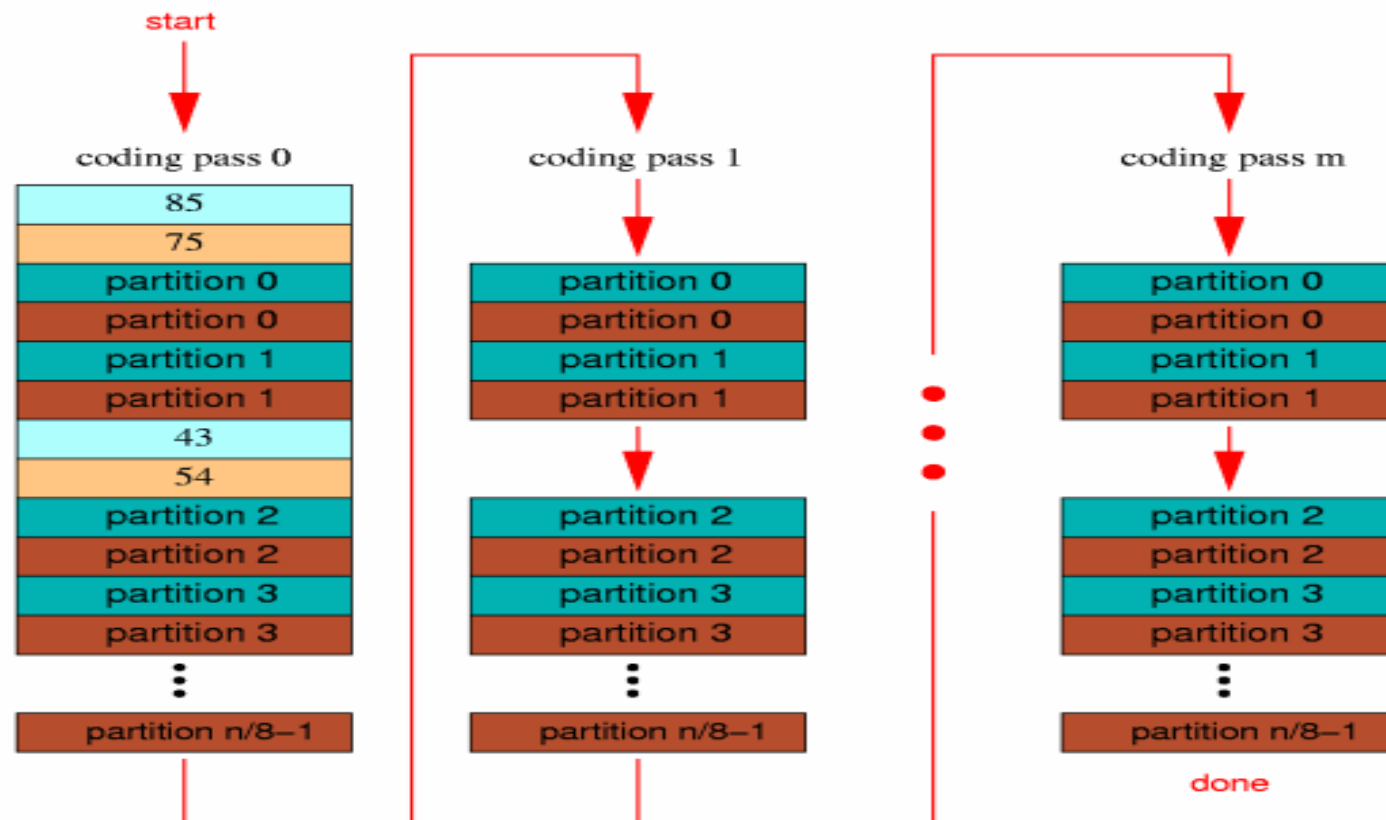 start
coding pass 0
85
75
partition 0
partition 0
partition 1
partition 1
43
54
partition 2
partition 2
partition 3
partition 3
partition n/8−1
coding pass 1
partition 0
partition 0
partition 1
partition 1
partition 2
partition 2
partition 3
partition 3
partition n/8−1
coding pass m
partition 0
partition 0
partition 1
partition 1
partition 2
partition 2
partition 3
partition 3
partition n/8−1
done